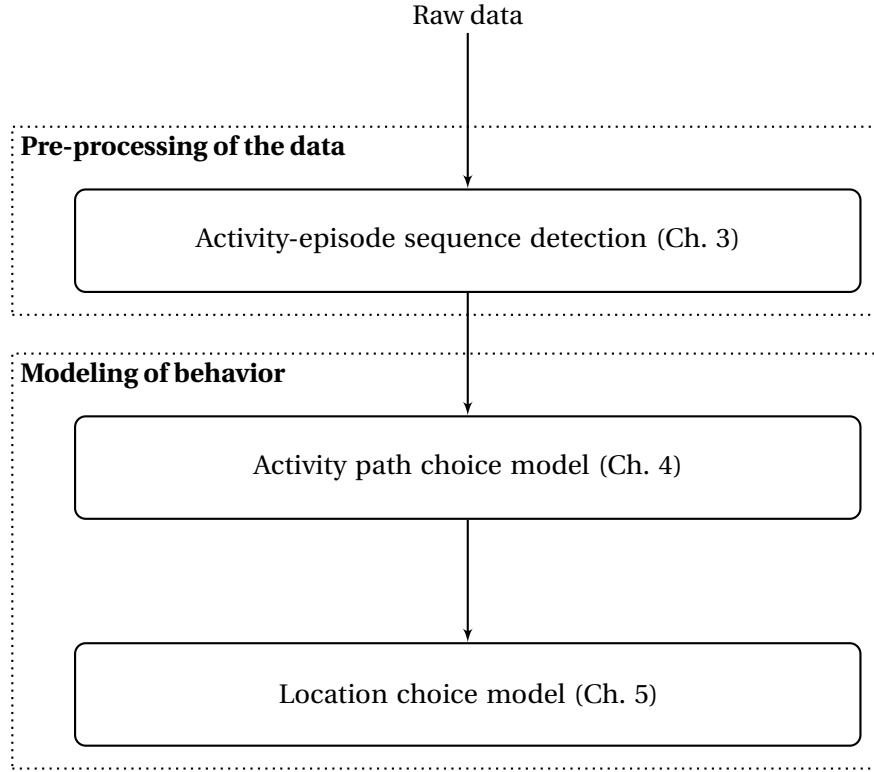 Raw data
Pre-processing of the data
Activity-episode sequence detection (Ch. 3)
Modeling of behavior
Activity path choice model (Ch. 4)
Location choice model (Ch. 5)